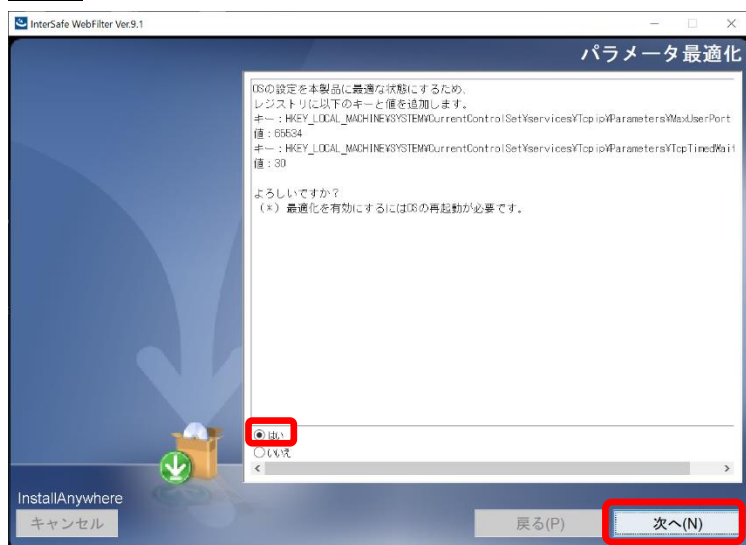 InterSafe WebFilter Ver.9.1
パラメータ最適化
OSの設定を本製品に最適な状態にするため、
レジストリに以下のキーと値を追加します。
キー：HKEY_LOCAL_MACHINE¥SYSTEM¥CurrentControlSet¥services¥Tcpip¥Parameters¥MaxUserPort
値：65534
キー：HKEY_LOCAL_MACHINE¥SYSTEM¥CurrentControlSet¥services¥Tcpip¥Parameters¥TcpTimedWait
値：30
よろしいですか？
（*）最適化を有効にするにはOSの再起動が必要です。
はい
いいえ
InstallAnywhere
キャンセル
戻る(P)
次へ(N)